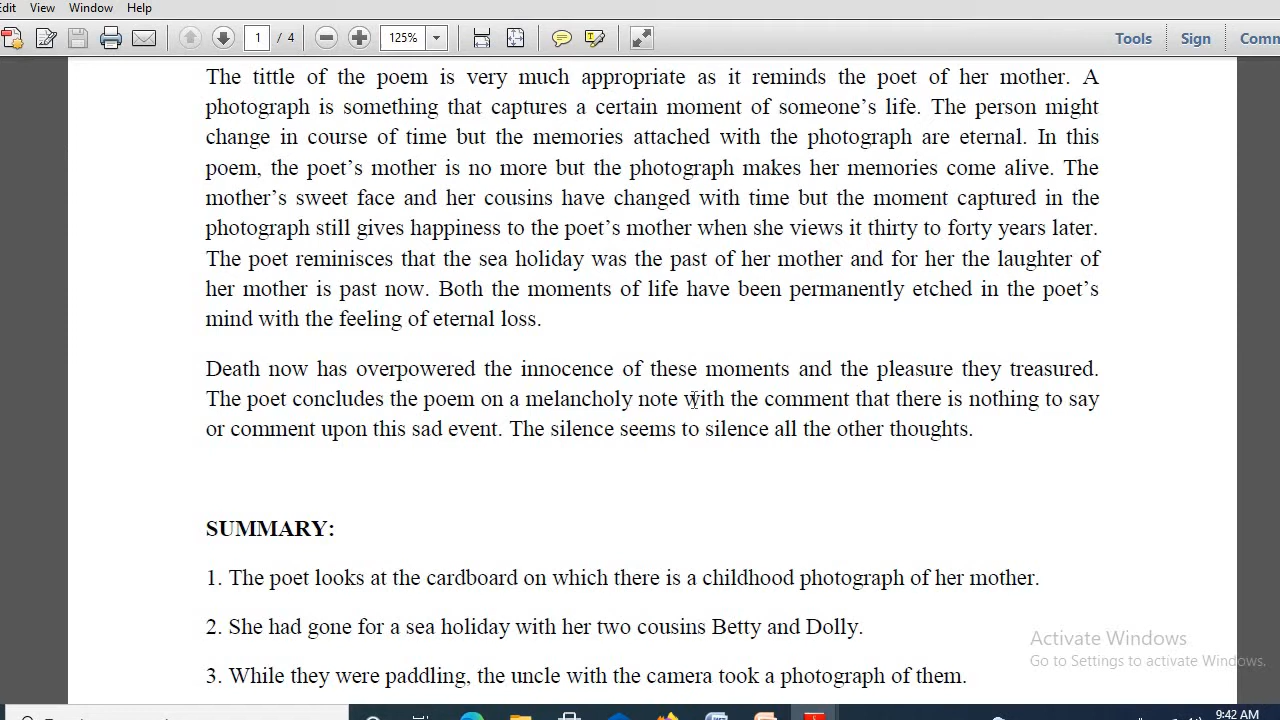 Edit View Window Help
1 / 4 125% Tools Sign Comm
The tittle of the poem is very much appropriate as it reminds the poet of her mother. A
photograph is something that captures a certain moment of someone's life. The person might
change in course of time but the memories attached with the photograph are eternal. In this
poem, the poet's mother is no more but the photograph makes her memories come alive. The
mother's sweet face and her cousins have changed with time but the moment captured in the
photograph still gives happiness to the poet's mother when she views it thirty to forty years later.
The poet reminisces that the sea holiday was the past of her mother and for her the laughter of
her mother is past now. Both the moments of life have been permanently etched in the poet's
mind with the feeling of eternal loss.
Death now has overpowered the innocence of these moments and the pleasure they treasured.
The poet concludes the poem on a melancholy note with the comment that there is nothing to say
or comment upon this sad event. The silence seems to silence all the other thoughts.
SUMMARY:
1. The poet looks at the cardboard on which there is a childhood photograph of her mother.
2. She had gone for a sea holiday with her two cousins Betty and Dolly.
3. While they were paddling, the uncle with the camera took a photograph of them.
Activate Windows
Go to Settings to activate Windows.
9:42 AM